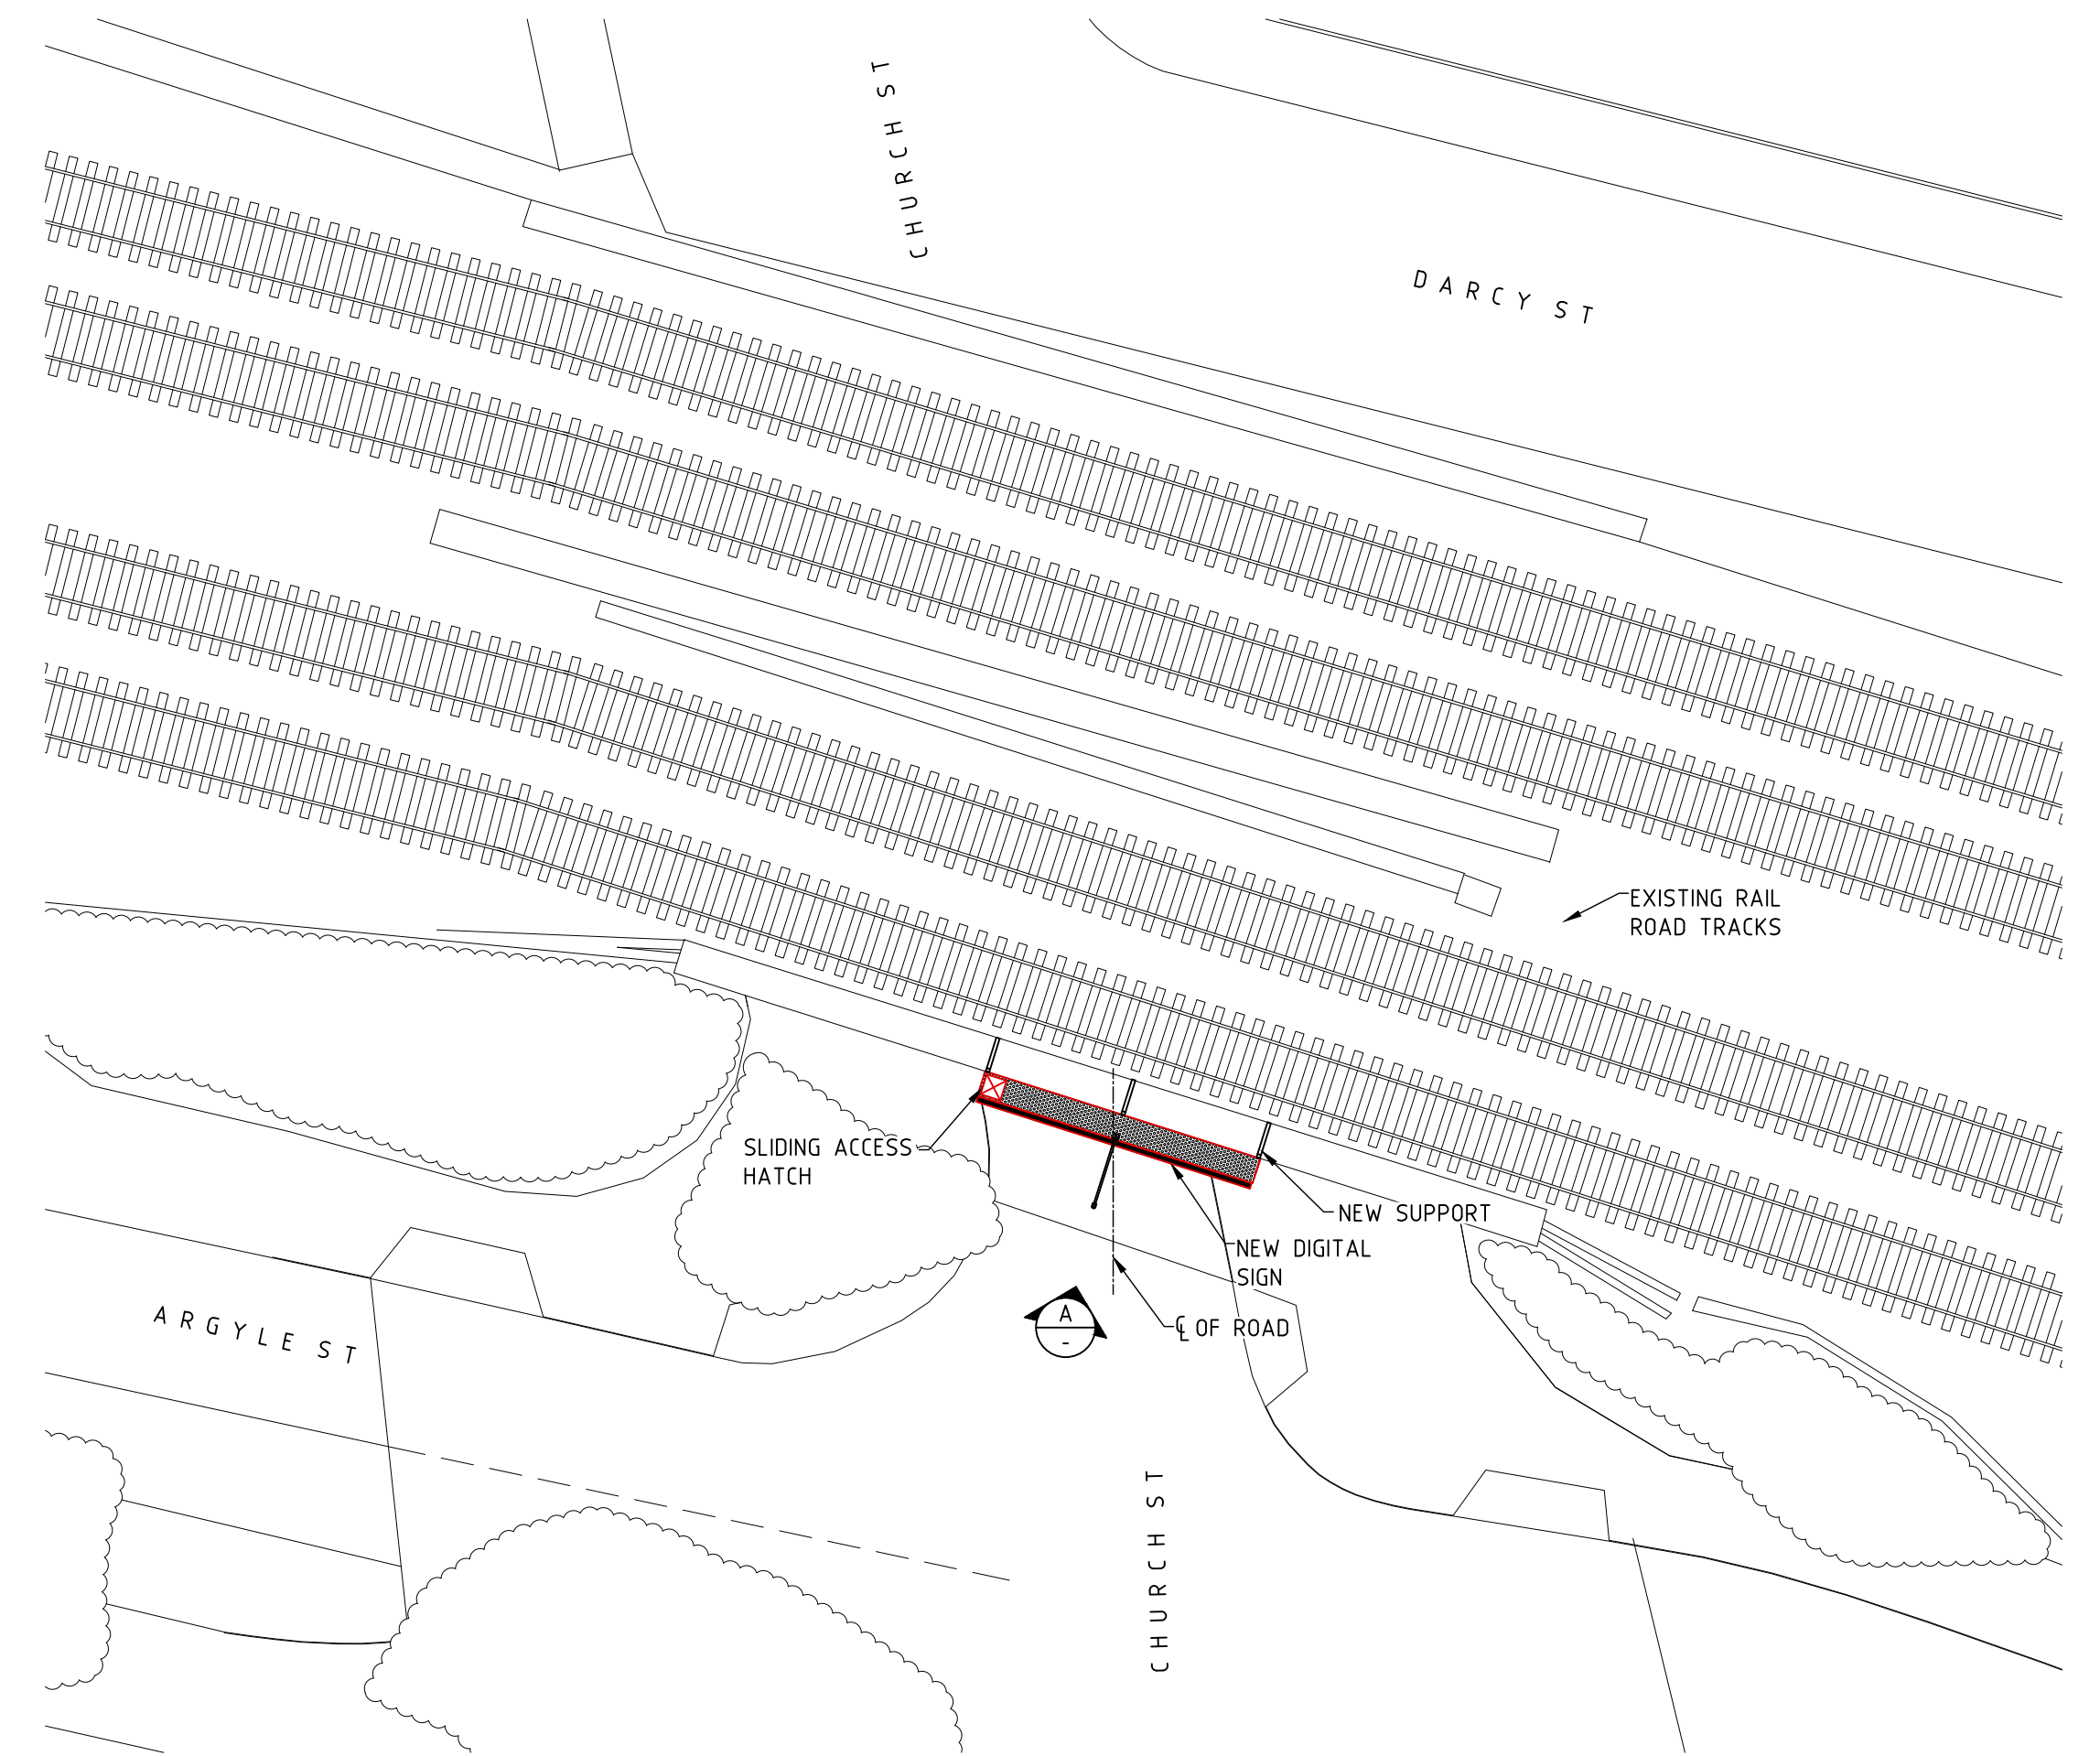 CHURCH ST
DARCY ST
EXISTING RAIL
ROAD TRACKS
SLIDING ACCESS
HATCH
NEW SUPPORT
NEW DIGITAL
SIGN
A
-
℄ OF ROAD
ARGYLE ST
CHURCH ST